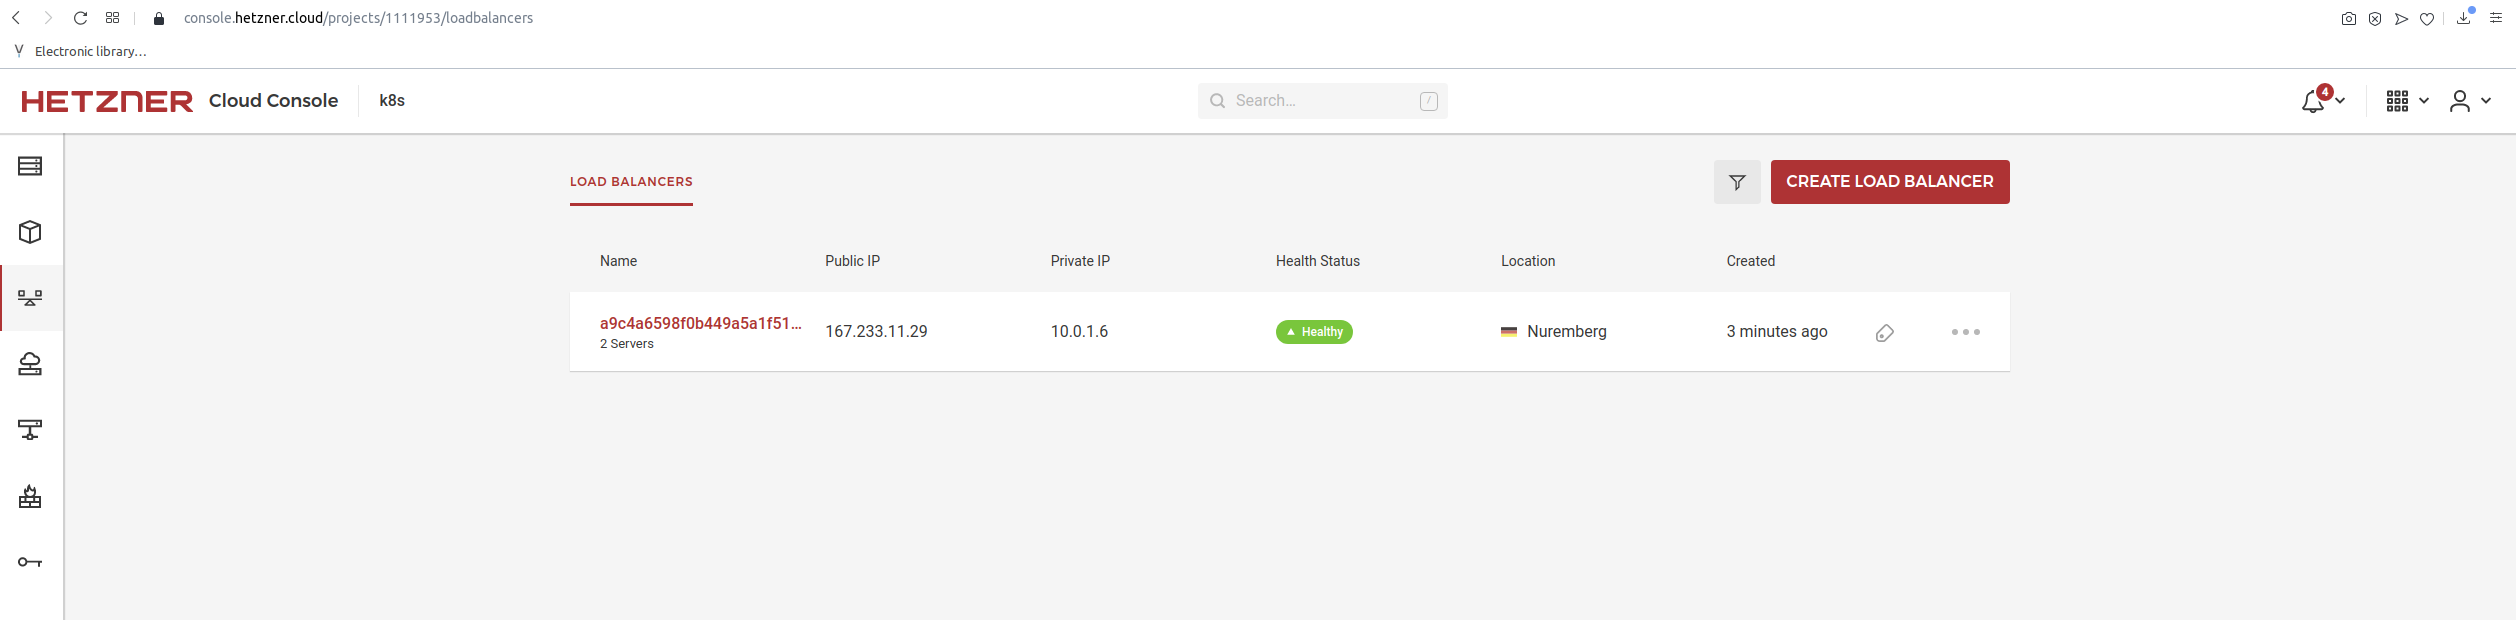 console.hetzner.cloud/projects/1111953/loadbalancers
Electronic library...
HETZNER Cloud Console k8s Search... / 4
LOAD BALANCERS CREATE LOAD BALANCER
Name Public IP Private IP Health Status Location Created
a9c4a6598f0b449a5a1f51... 167.233.11.29 10.0.1.6 Healthy Nuremberg 3 minutes ago
2 Servers